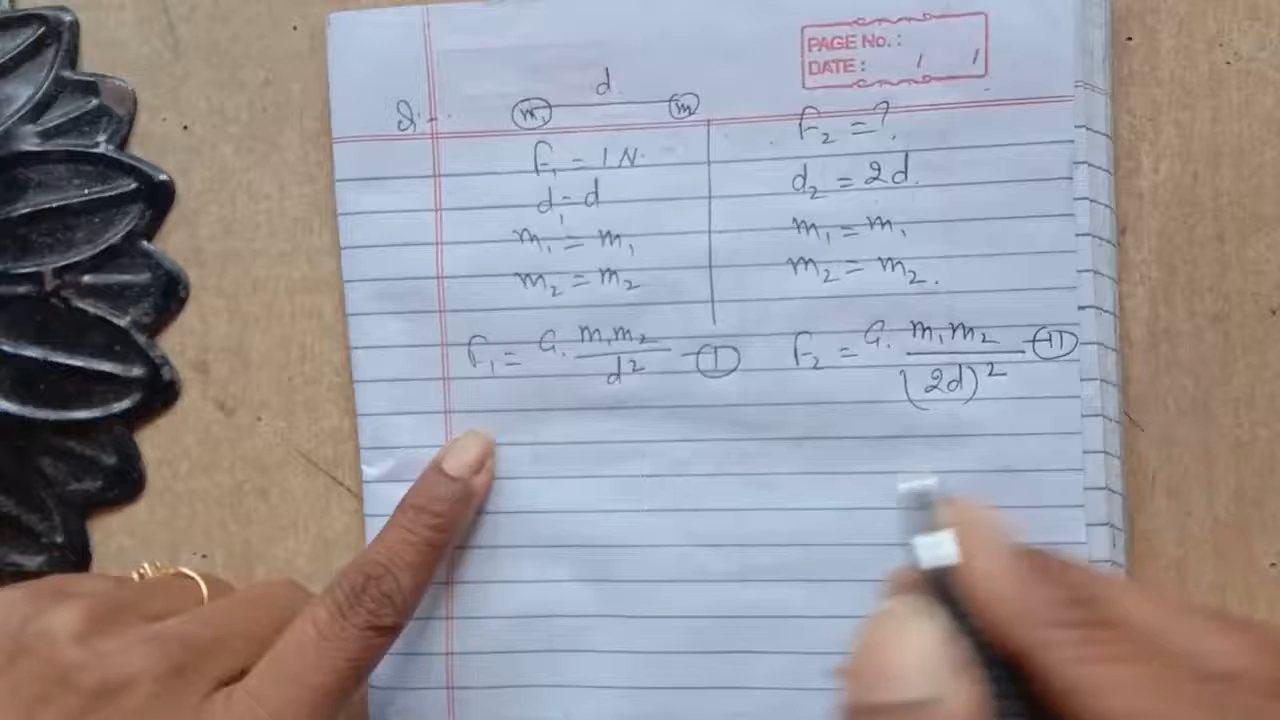 PAGE No.:
DATE: / /
d
Q. m₁ m
F₁ = 1 N.
d₁ = d
m₁ = m₁
m₂ = m₂
F₂ = ?
d₂ = 2d.
m₁ = m₁
m₂ = m₂.
F₁ = G. m₁m₂ / d² — I
F₂ = G. m₁m₂ / (2d)² — II